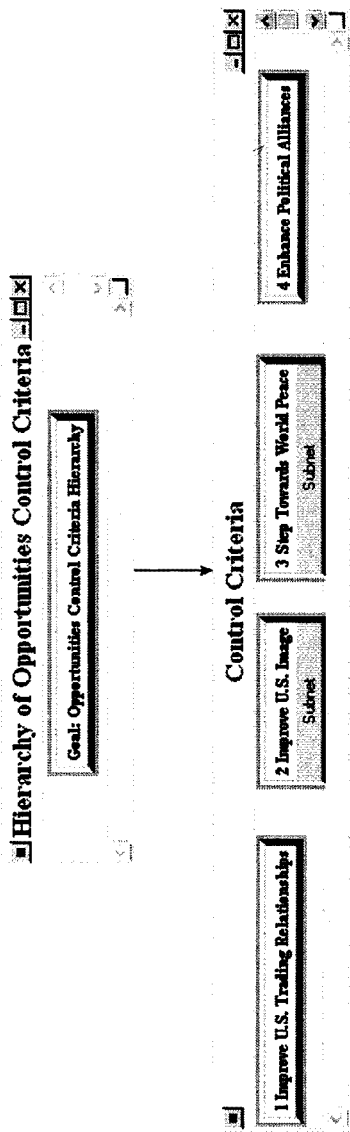 Hierarchy of Opportunities Control Criteria
Goal: Opportunities Control Criteria Hierarchy
Control Criteria
1 Improve U.S. Trading Relationships
2 Improve U.S. Image
Subnet
3 Step Towards World Peace
Subnet
4 Enhance Political Alliances